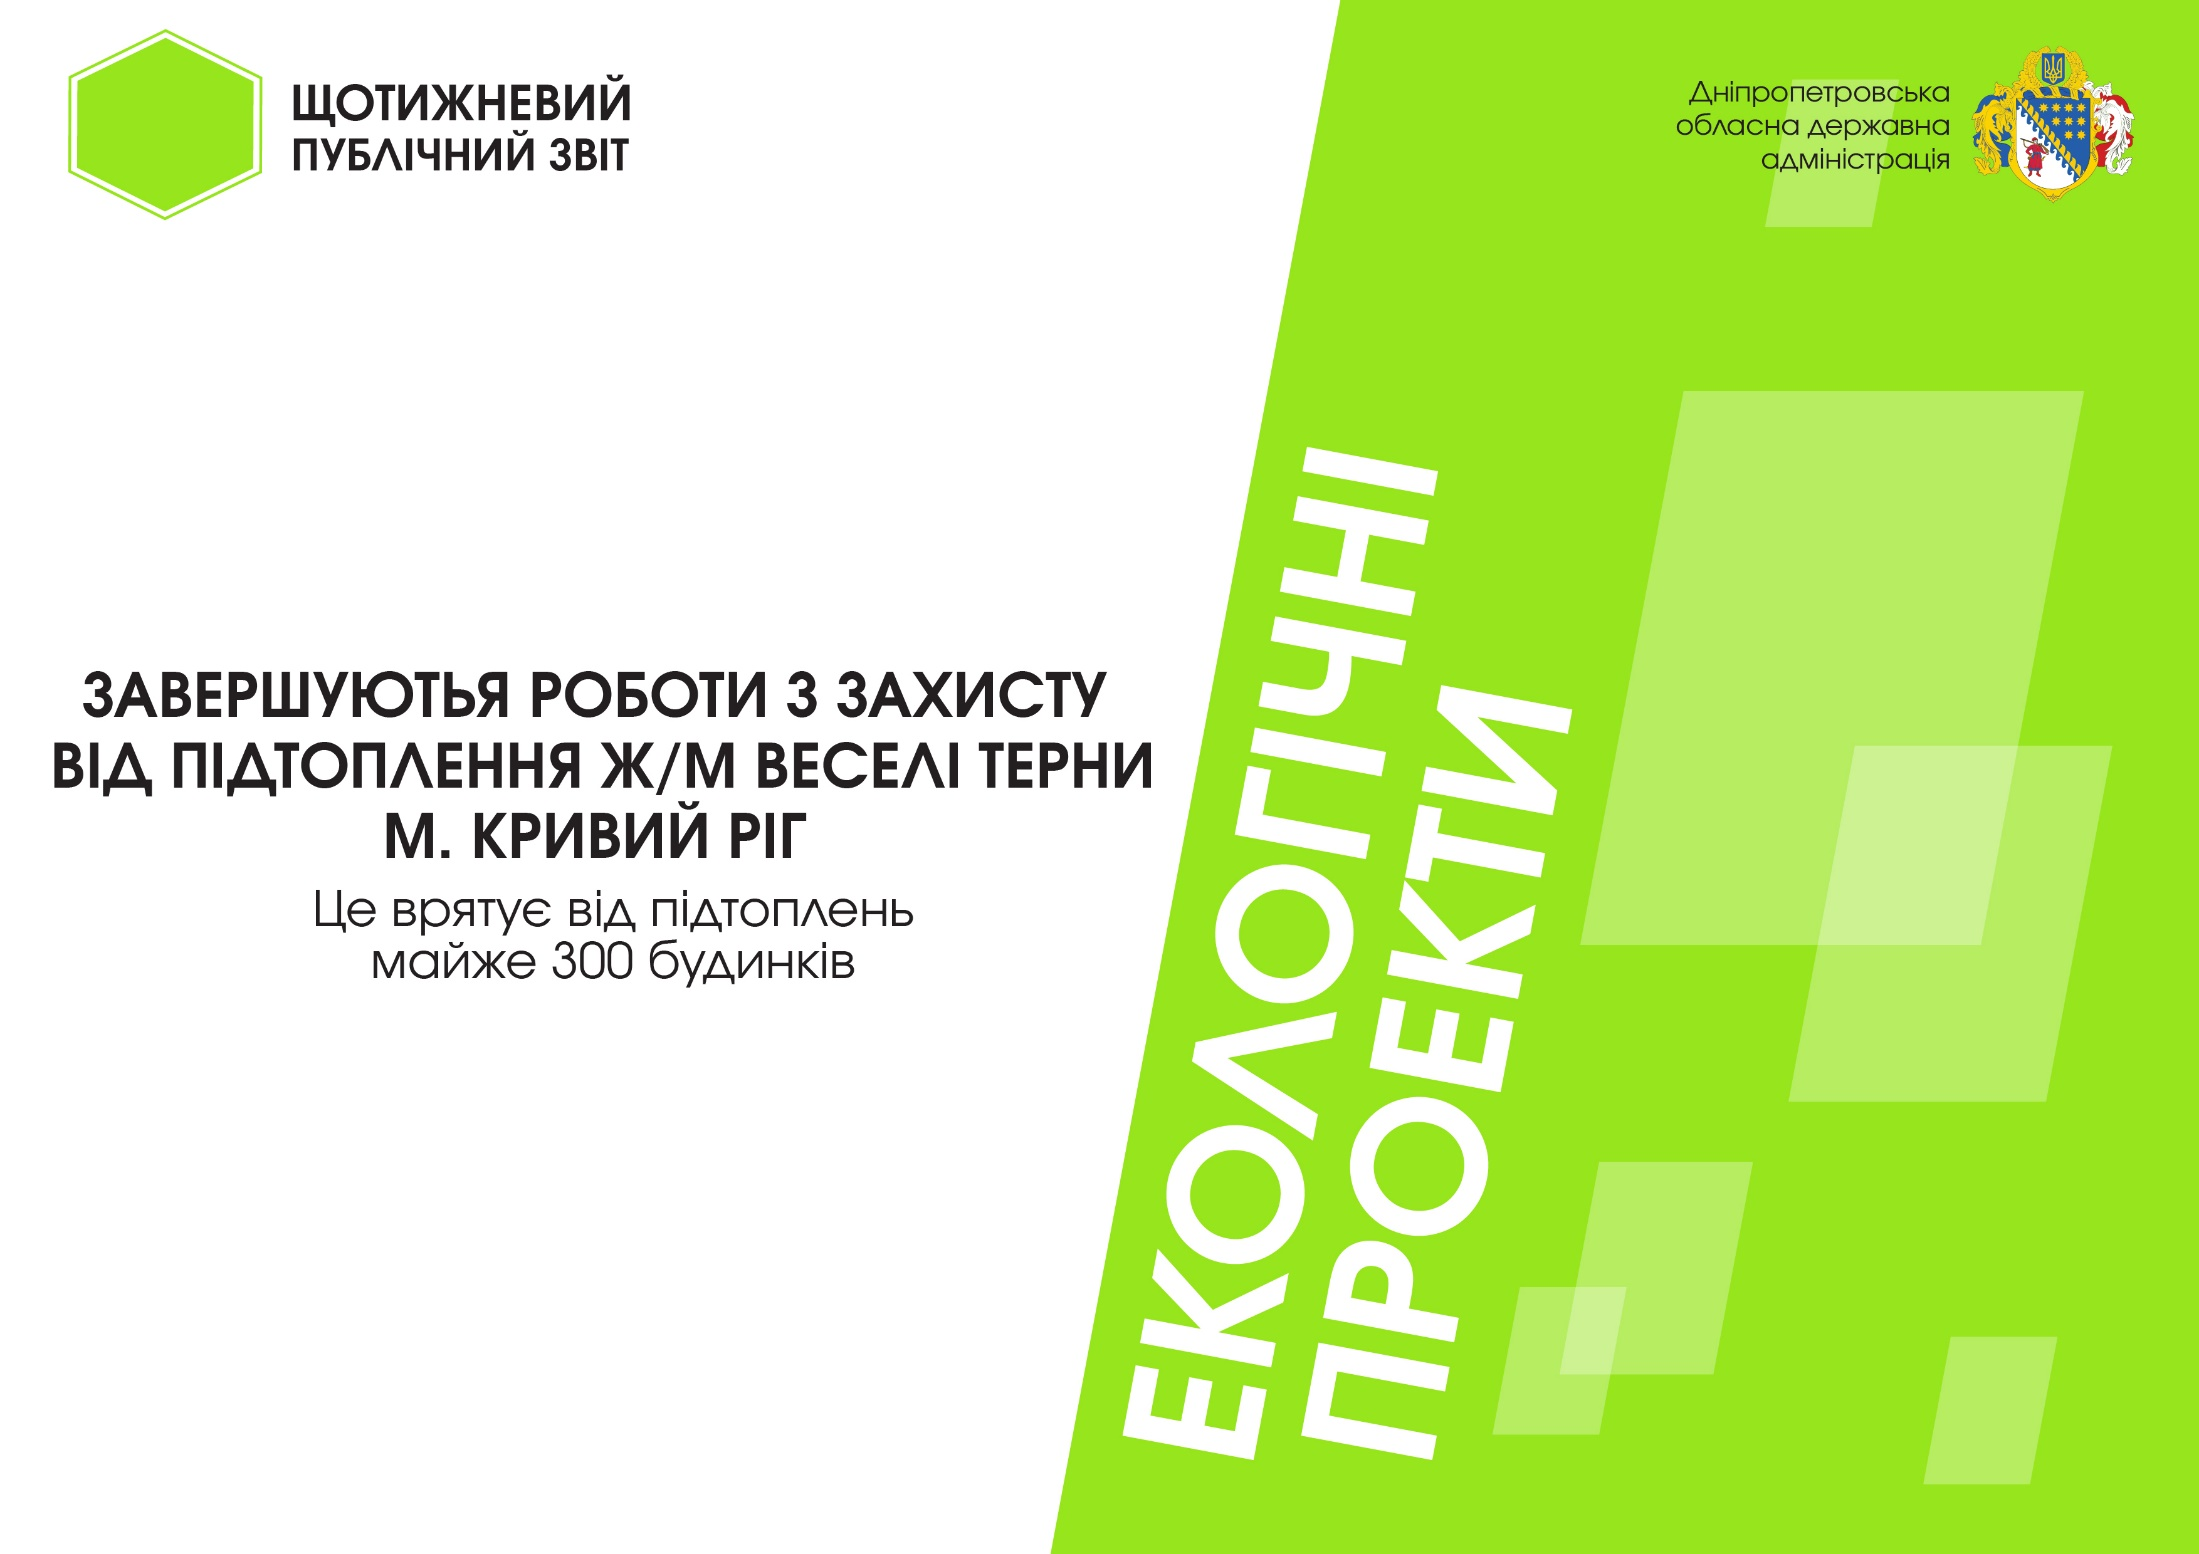 ЩОТИЖНЕВИЙ
ПУБЛІЧНИЙ ЗВІТ
Дніпропетровська
обласна державна
адміністрація
ЗАВЕРШУЮТЬЯ РОБОТИ З ЗАХИСТУ
ВІД ПІДТОПЛЕННЯ Ж/М ВЕСЕЛІ ТЕРНИ
М. КРИВИЙ РІГ
Це врятує від підтоплень
майже 300 будинків
ЕКОЛОГІЧНІ
ПРОЕКТИ